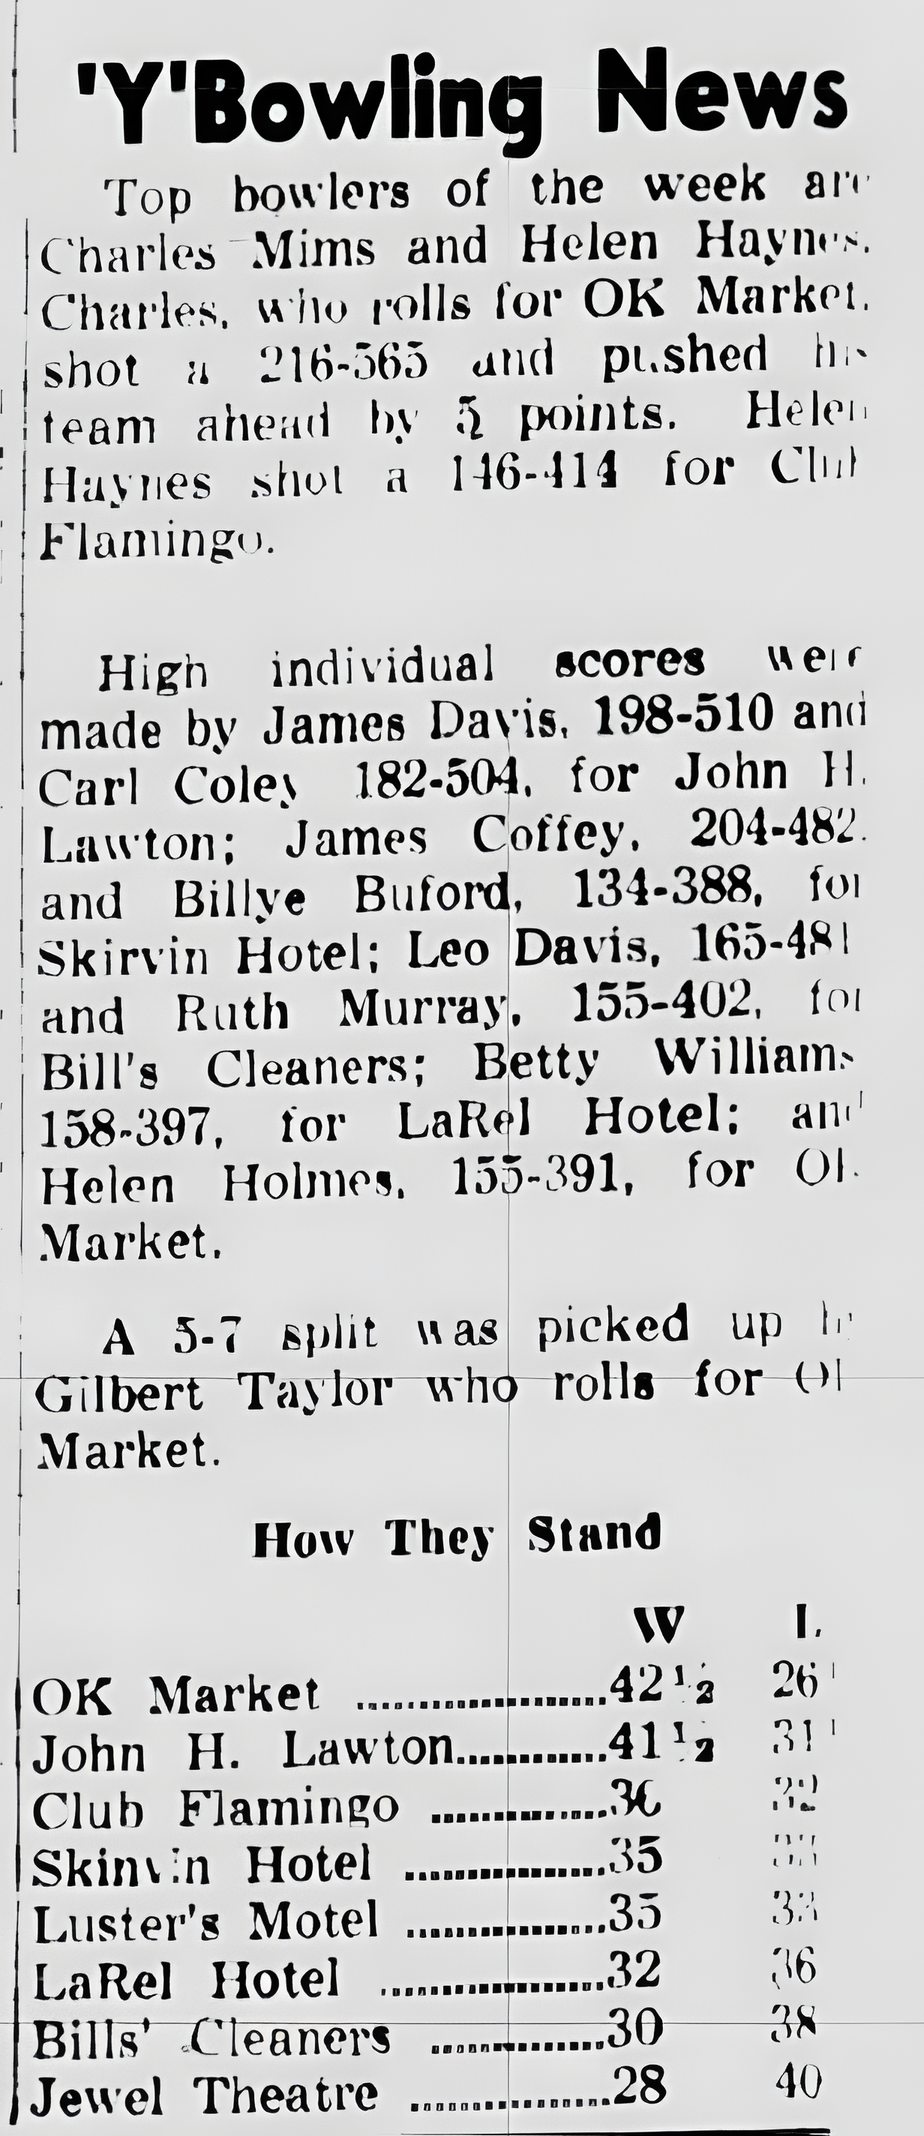 'Y' Bowling News
Top bowlers of the week are
Charles Mims and Helen Haynes.
Charles, who rolls for OK Market,
shot a 216-565 and pushed his
team ahead by 5 points. Helen
Haynes shot a 146-414 for Club
Flamingo.
High individual scores were
made by James Davis, 198-510 and
Carl Coley 182-504, for John H.
Lawton; James Coffey, 204-482,
and Billye Buford, 134-388, for
Skirvin Hotel; Leo Davis, 165-481
and Ruth Murray, 155-402, for
Bill's Cleaners; Betty Williams
158-397, for LaRel Hotel; and
Helen Holmes, 155-391, for OK
Market.
A 5-7 split was picked up by
Gilbert Taylor who rolls for OK
Market.
How They Stand
W L
OK Market ........................42½ 26
John H. Lawton..............41½ 31
Club Flamingo .................36 32
Skinvin Hotel ...................35 33
Luster's Motel ...................35 33
LaRel Hotel ......................32 36
Bills' Cleaners .................30 38
Jewel Theatre ...................28 40